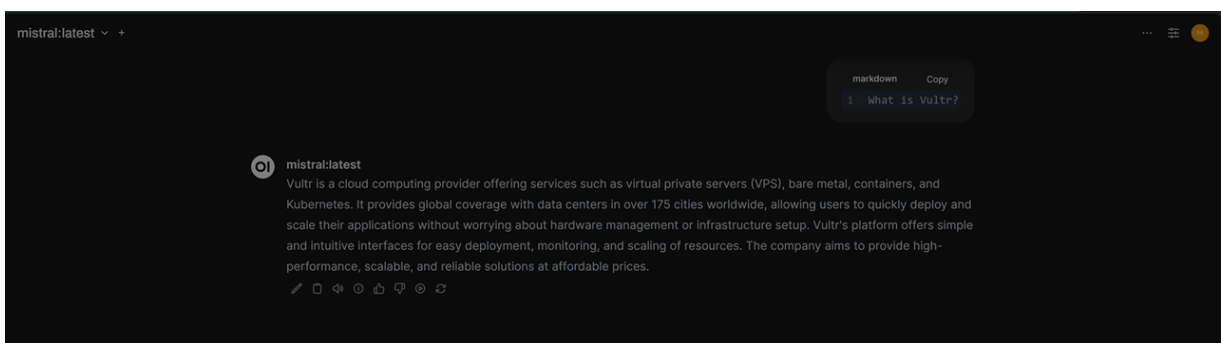 mistral:latest
H
markdown Copy
1 What is Vultr?
OI
mistral:latest
Vultr is a cloud computing provider offering services such as virtual private servers (VPS), bare metal, containers, and
Kubernetes. It provides global coverage with data centers in over 175 cities worldwide, allowing users to quickly deploy and
scale their applications without worrying about hardware management or infrastructure setup. Vultr's platform offers simple
and intuitive interfaces for easy deployment, monitoring, and scaling of resources. The company aims to provide high-
performance, scalable, and reliable solutions at affordable prices.